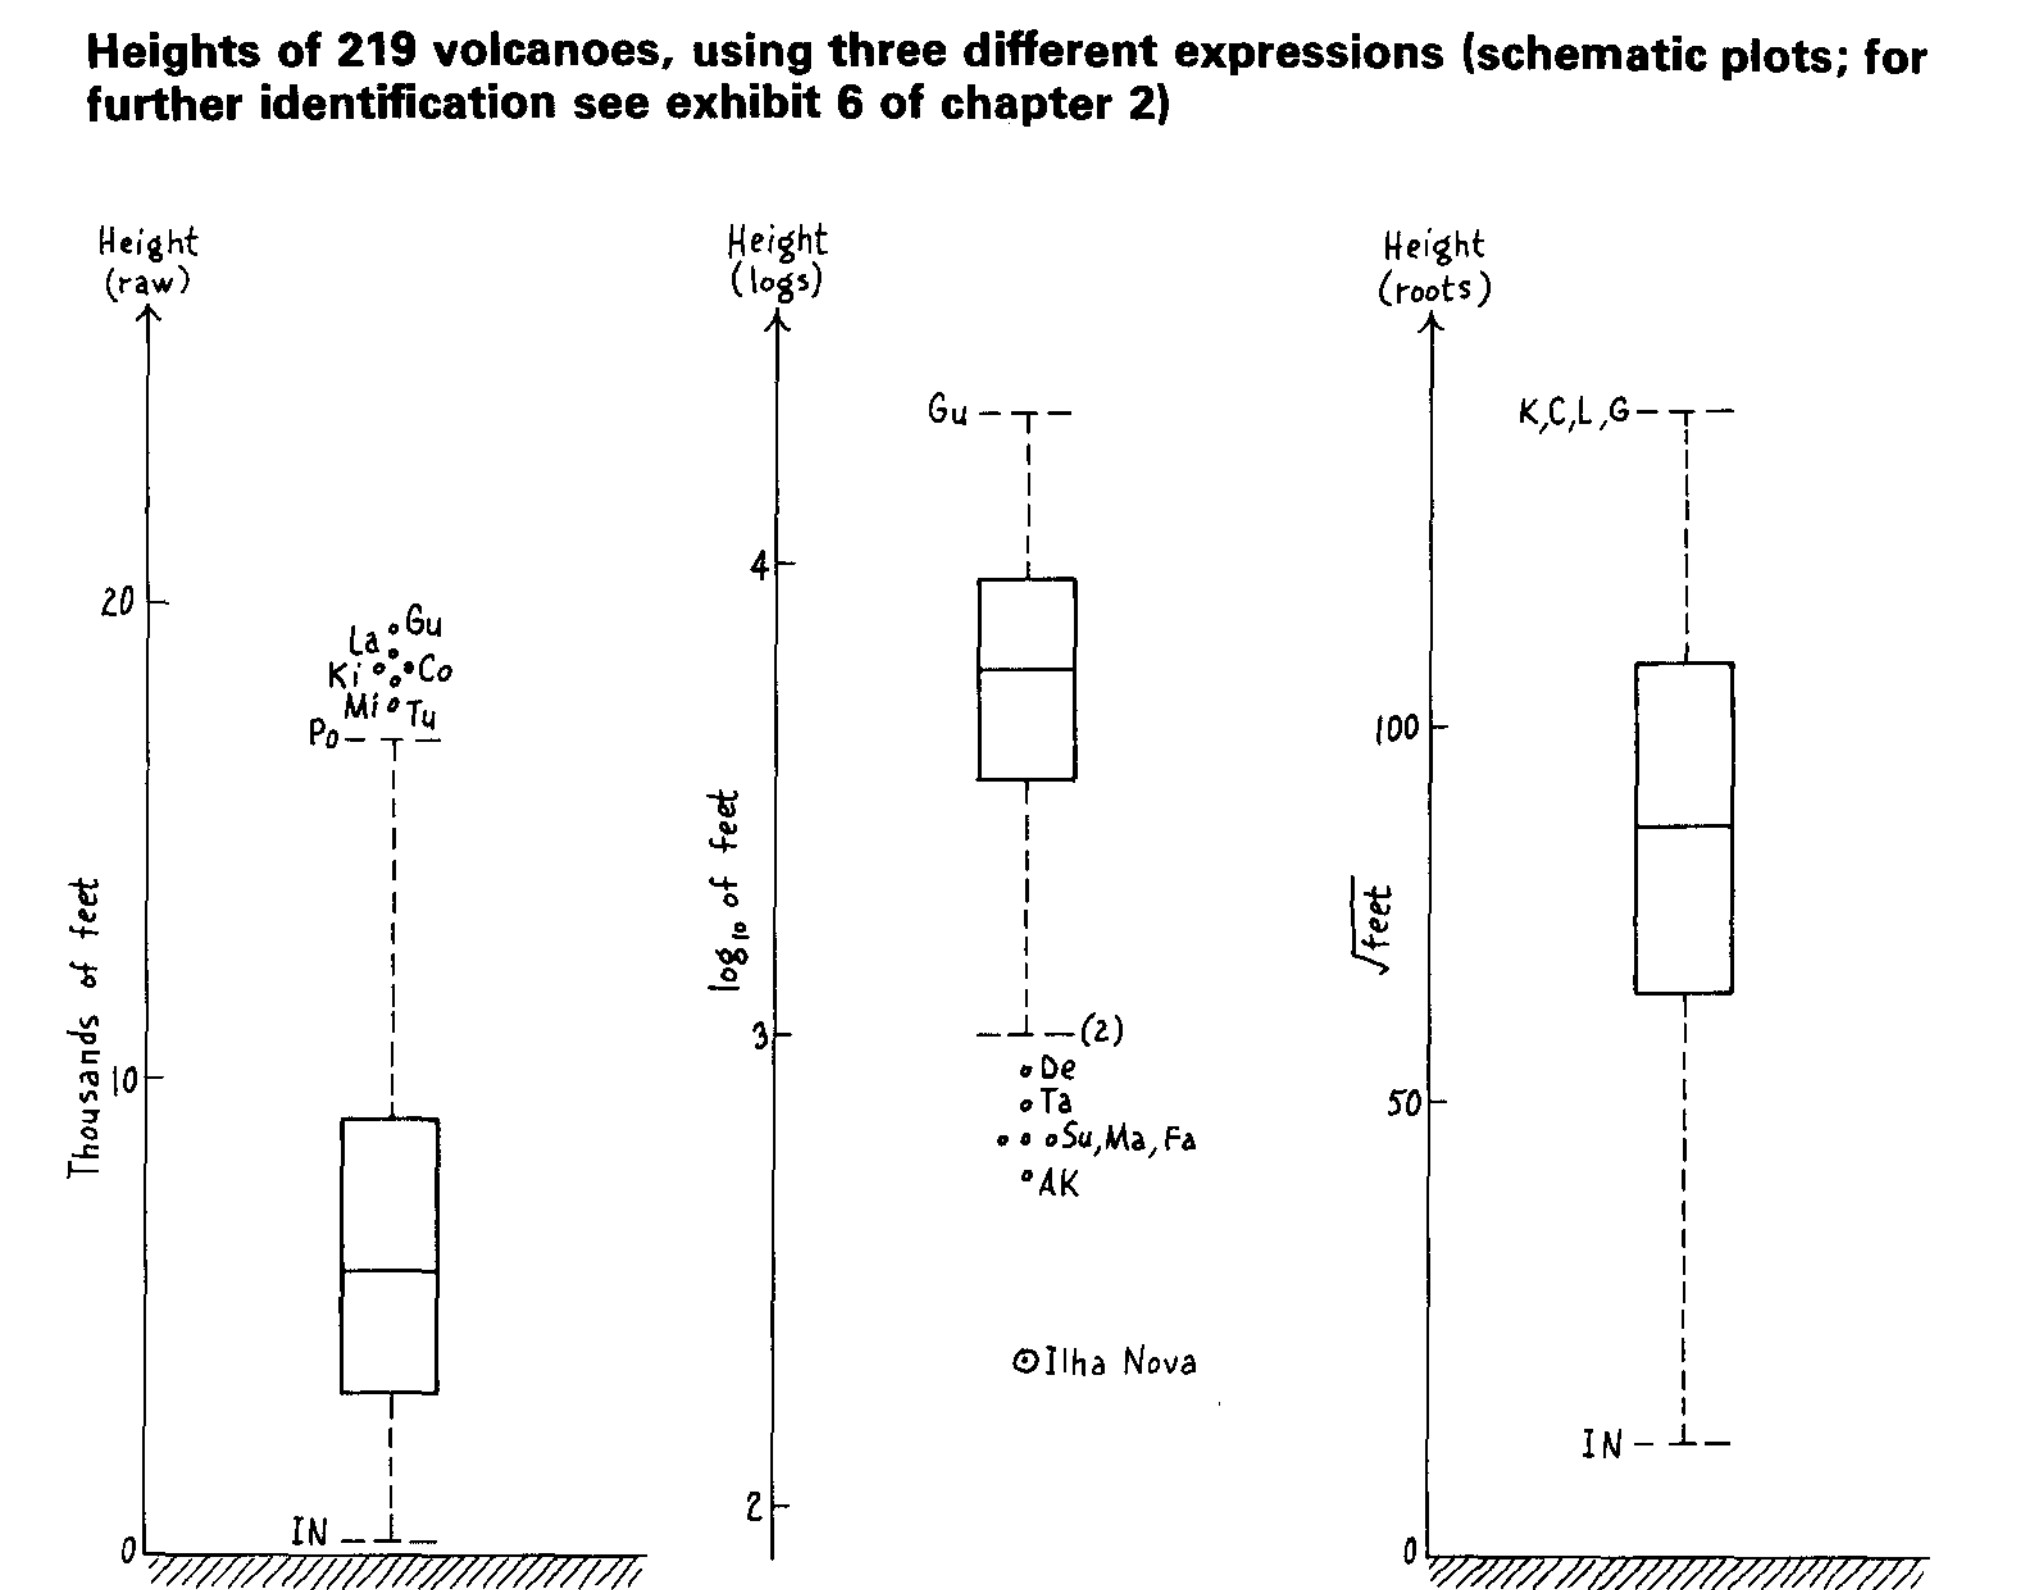 Heights of 219 volcanoes, using three different expressions (schematic plots; for
further identification see exhibit 6 of chapter 2)
Height
(raw)
Thousands of feet
20
10
0
Gu
La
Ki
Co
Mi
Tu
Po
IN
Height
(logs)
log₁₀ of feet
4
3
2
Gu
(2)
De
Ta
Su, Ma, Fa
AK
Ilha Nova
Height
(roots)
√feet
100
50
0
K,C,L,G
IN